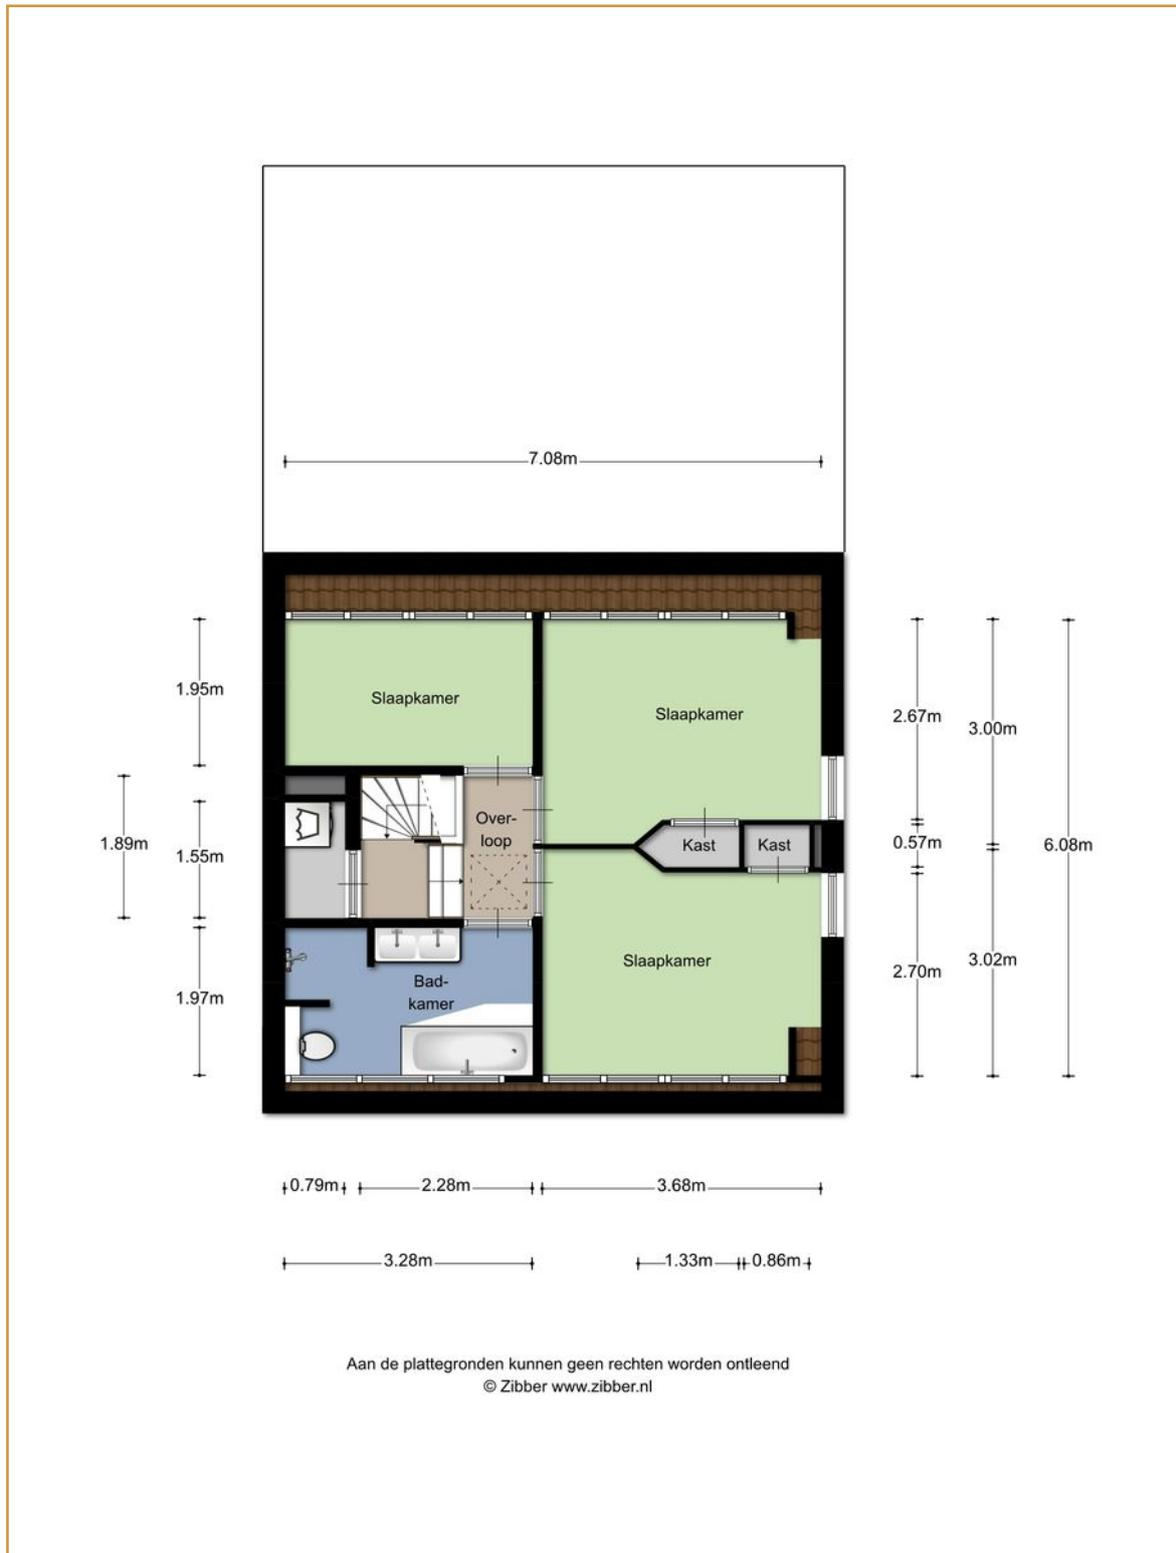 7.08m
1.95m
Slaapkamer
Slaapkamer
2.67m
3.00m
Over-
loop
1.89m
1.55m
Kast
Kast
0.57m
6.08m
Slaapkamer
2.70m
3.02m
Bad-
kamer
1.97m
0.79m
2.28m
3.68m
3.28m
1.33m
0.86m
Aan de plattegronden kunnen geen rechten worden ontleend
© Zibber www.zibber.nl